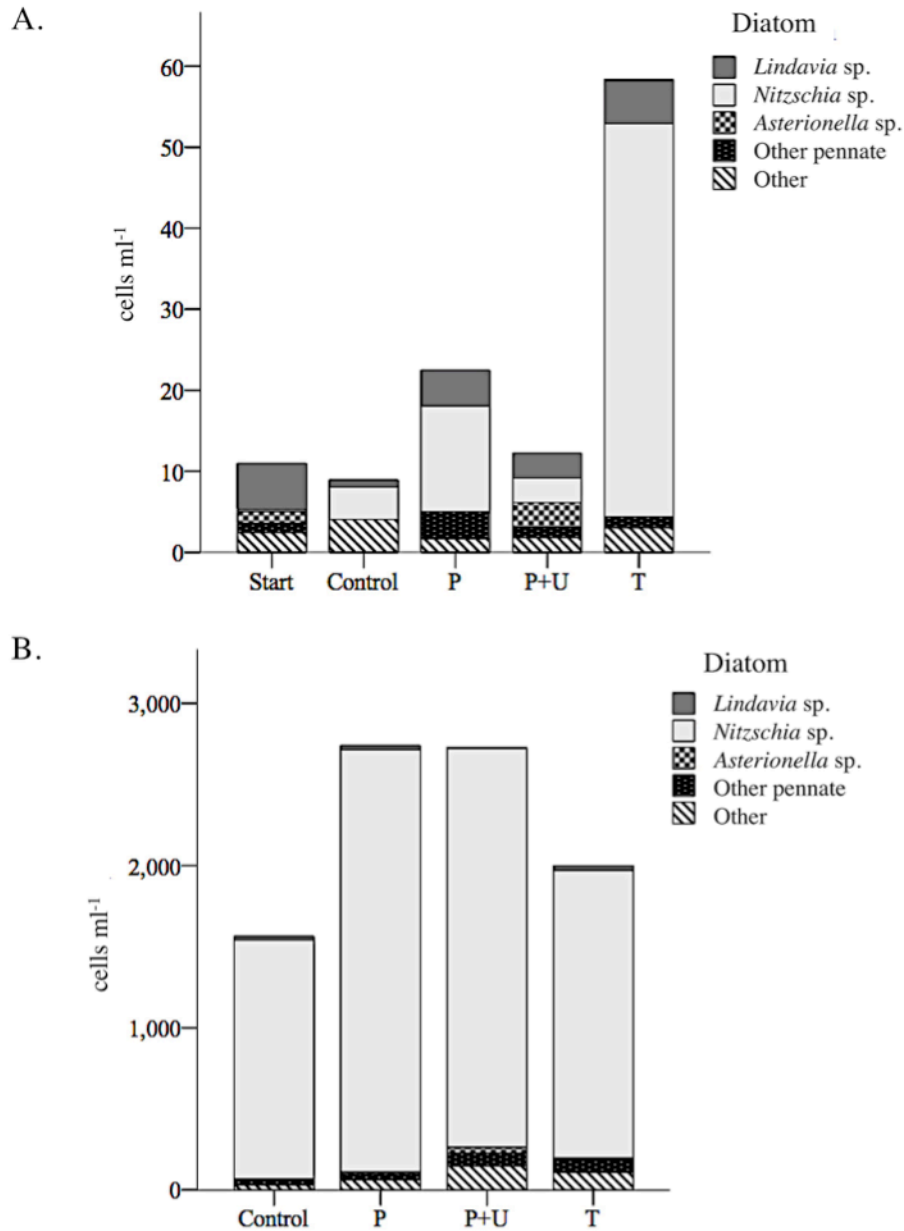 A.
Diatom
Lindavia sp.
Nitzschia sp.
Asterionella sp.
Other pennate
Other
60
50
40
30
20
10
0
cells ml-1
Start Control P P+U T
B.
Diatom
Lindavia sp.
Nitzschia sp.
Asterionella sp.
Other pennate
Other
3,000
2,000
1,000
0
cells ml-1
Control P P+U T